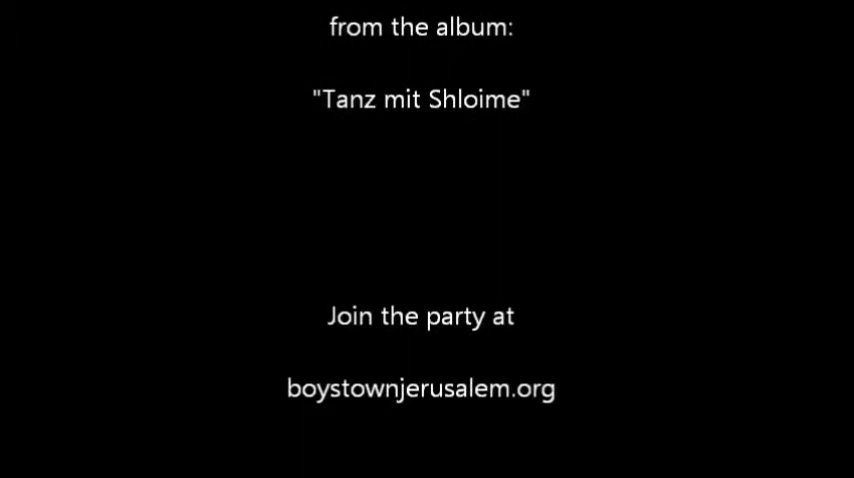 from the album:
"Tanz mit Shloime"
Join the party at
boystownjerusalem.org